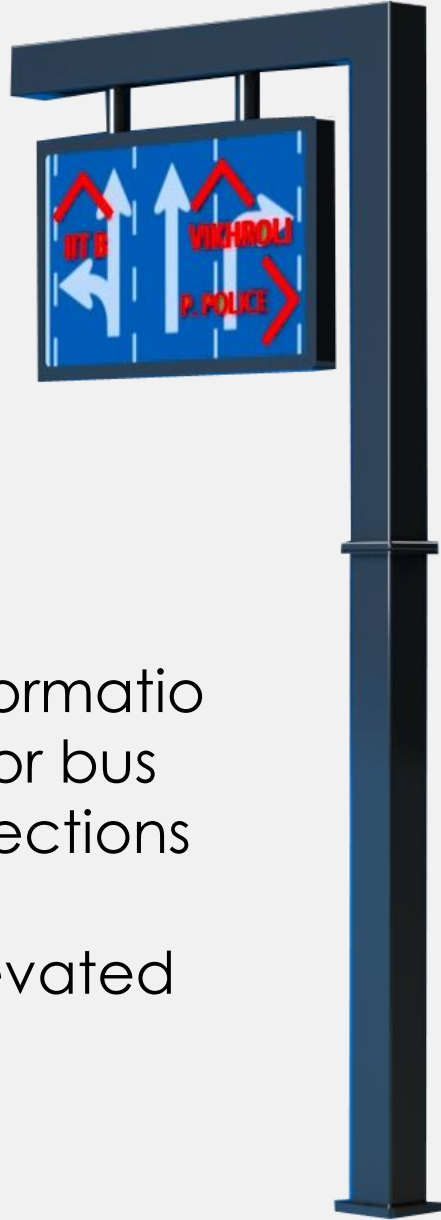 IIT B
VIKHROLI
P. POLICE
ormatio
or bus
ections
evated